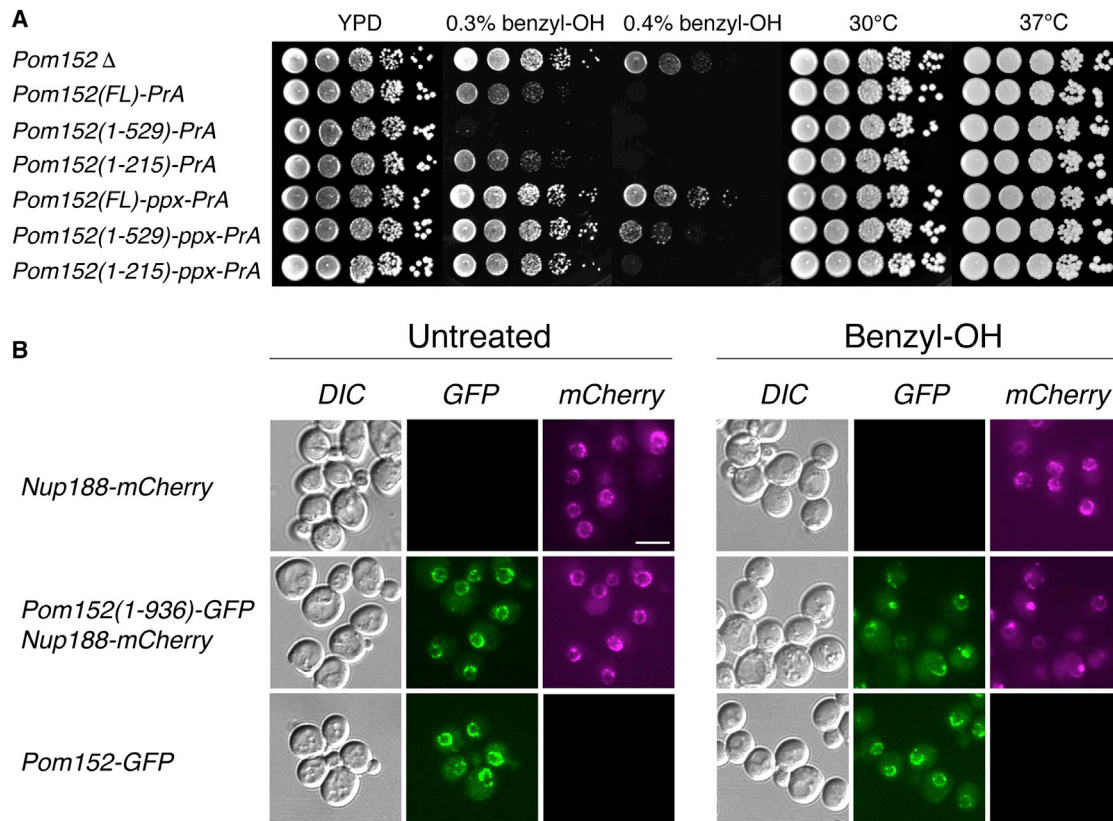 A
YPD 0.3% benzyl-OH 0.4% benzyl-OH 30°C 37°C
Pom152 Δ
Pom152(FL)-PrA
Pom152(1-529)-PrA
Pom152(1-215)-PrA
Pom152(FL)-ppx-PrA
Pom152(1-529)-ppx-PrA
Pom152(1-215)-ppx-PrA
B
Untreated Benzyl-OH
DIC GFP mCherry DIC GFP mCherry
Nup188-mCherry
Pom152(1-936)-GFP
Nup188-mCherry
Pom152-GFP